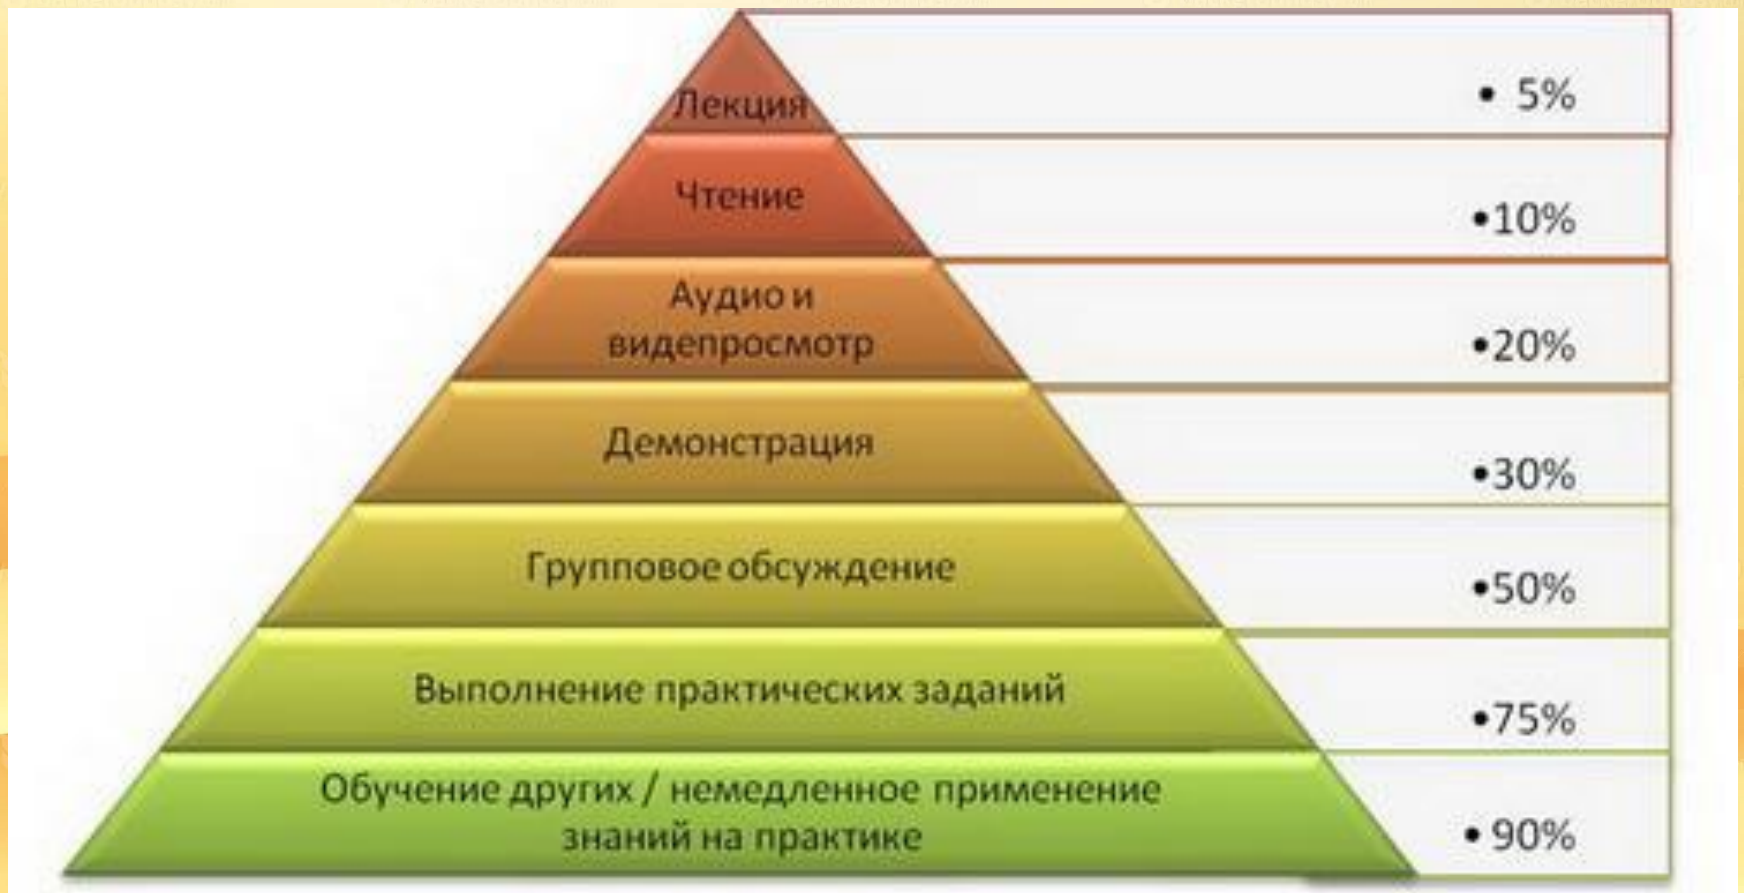 Лекция
• 5%
Чтение
•10%
Аудио и
видепросмотр
•20%
Демонстрация
•30%
Групповое обсуждение
•50%
Выполнение практических заданий
•75%
Обучение других / немедленное применение
знаний на практике
• 90%